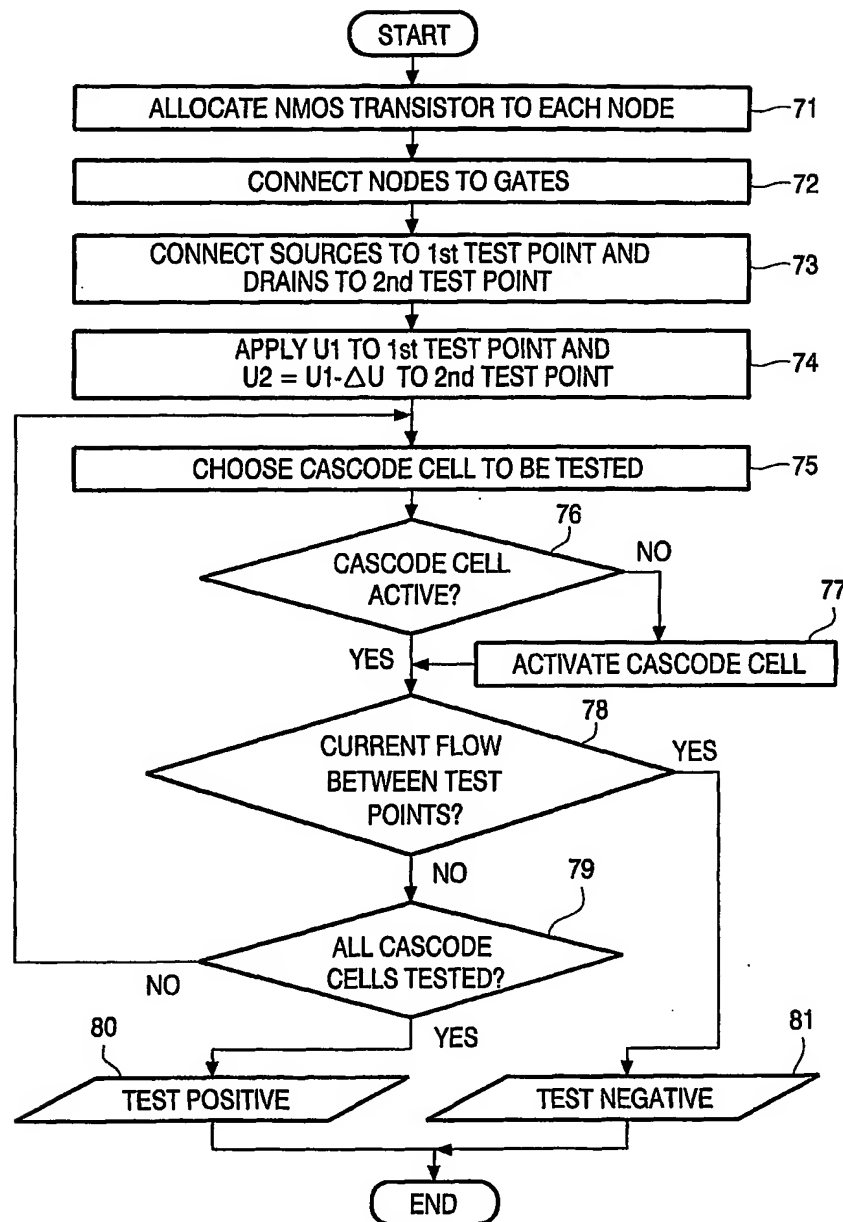 START
ALLOCATE NMOS TRANSISTOR TO EACH NODE
71
CONNECT NODES TO GATES
72
CONNECT SOURCES TO 1st TEST POINT AND
DRAINS TO 2nd TEST POINT
73
APPLY U1 TO 1st TEST POINT AND
U2 = U1-ΔU TO 2nd TEST POINT
74
CHOOSE CASCODE CELL TO BE TESTED
75
76
CASCODE CELL
ACTIVE?
NO
77
YES
ACTIVATE CASCODE CELL
78
CURRENT FLOW
BETWEEN TEST
POINTS?
YES
NO
79
ALL CASCODE
CELLS TESTED?
NO
YES
80
81
TEST POSITIVE
TEST NEGATIVE
END